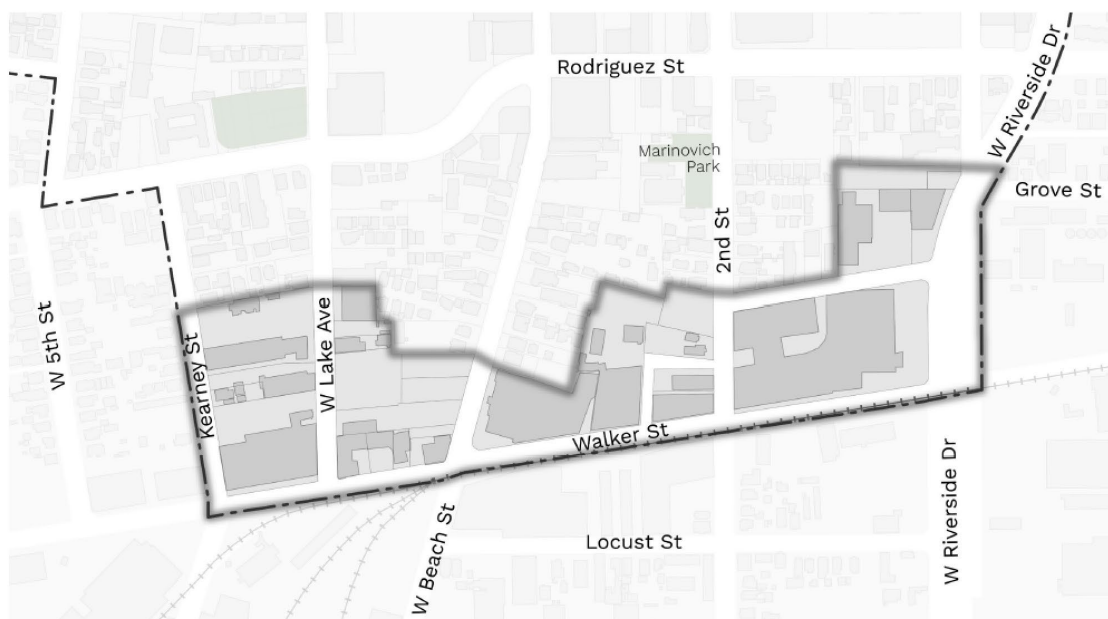 Rodriguez St
W Riverside Dr
Marinovich
Park
Grove St
2nd St
W 5th St
Kearney St
W Lake Ave
Walker St
W Beach St
Locust St
W Riverside Dr